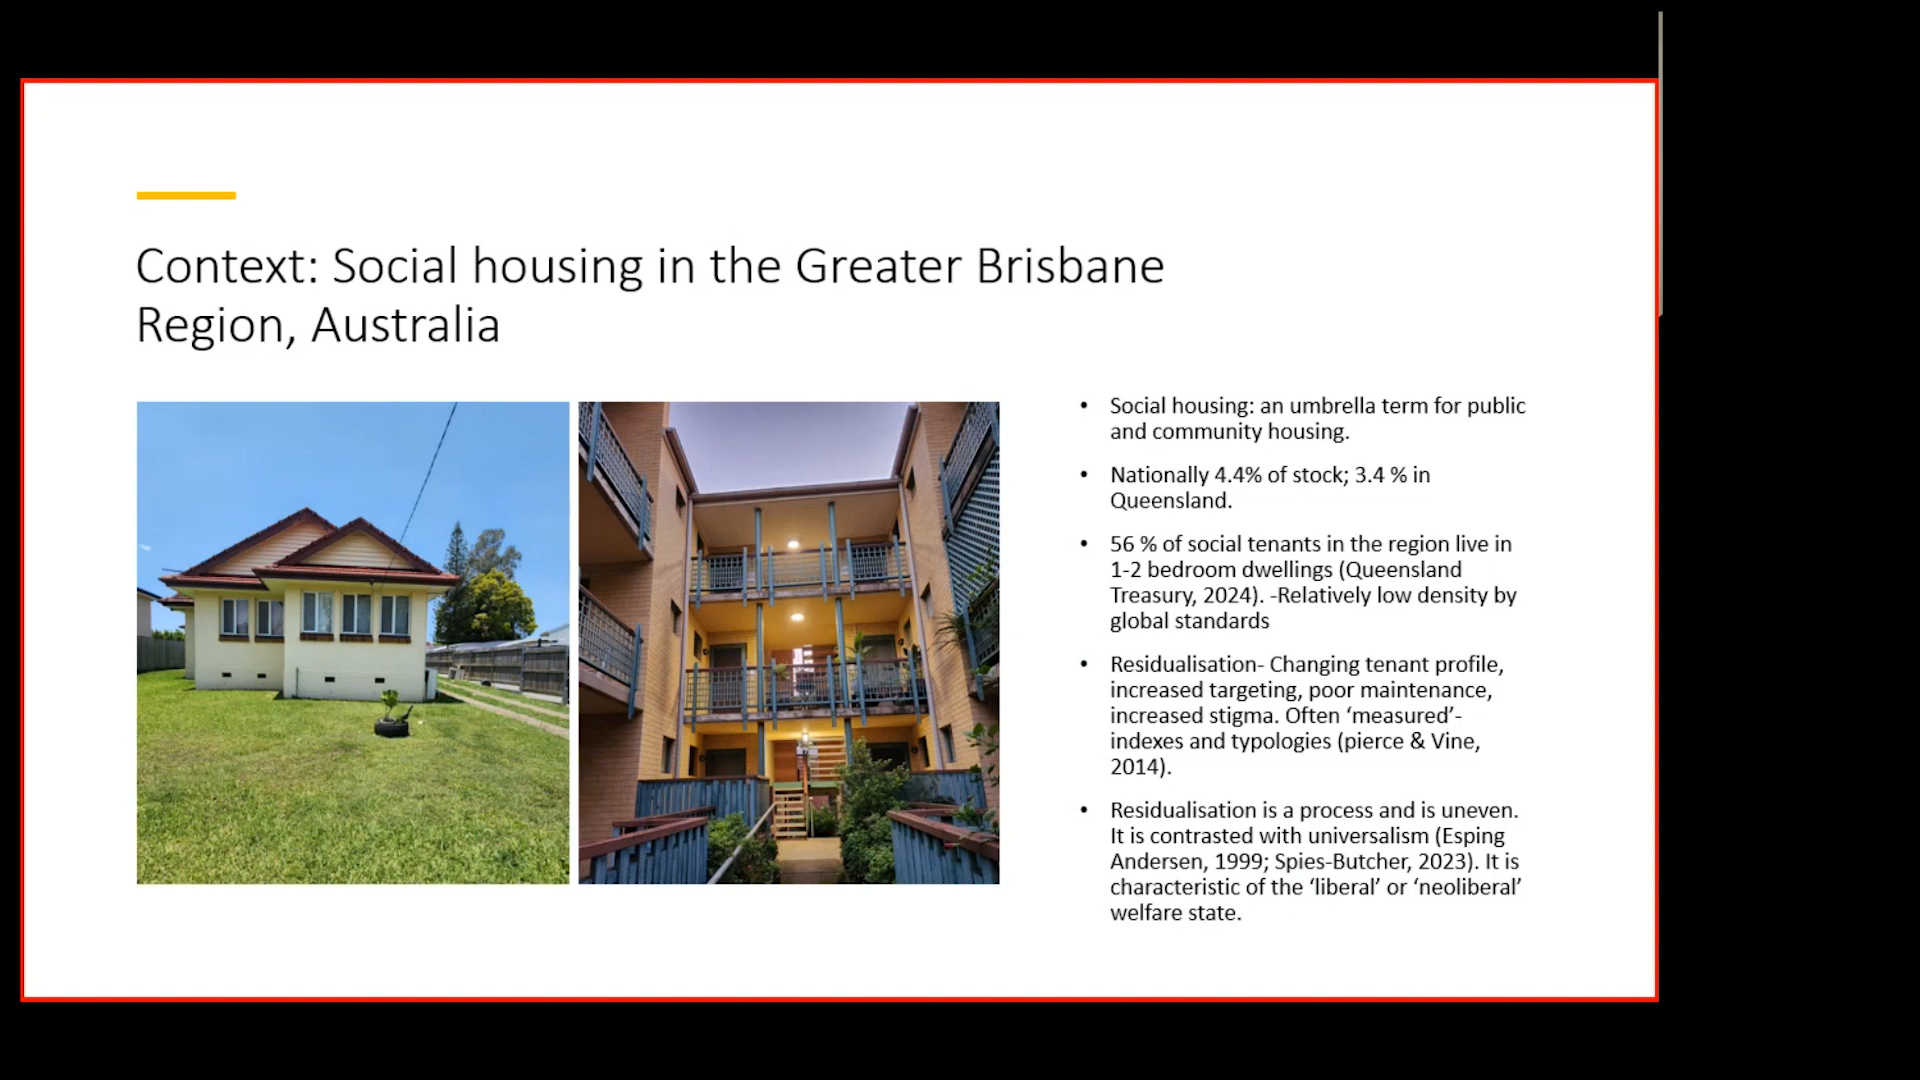 Context: Social housing in the Greater Brisbane
Region, Australia
• Social housing: an umbrella term for public
and community housing.
• Nationally 4.4% of stock; 3.4 % in
Queensland.
• 56 % of social tenants in the region live in
1-2 bedroom dwellings (Queensland
Treasury, 2024). -Relatively low density by
global standards
• Residualisation- Changing tenant profile,
increased targeting, poor maintenance,
increased stigma. Often ‘measured’-
indexes and typologies (pierce & Vine,
2014).
• Residualisation is a process and is uneven.
It is contrasted with universalism (Esping
Andersen, 1999; Spies-Butcher, 2023). It is
characteristic of the ‘liberal’ or ‘neoliberal’
welfare state.